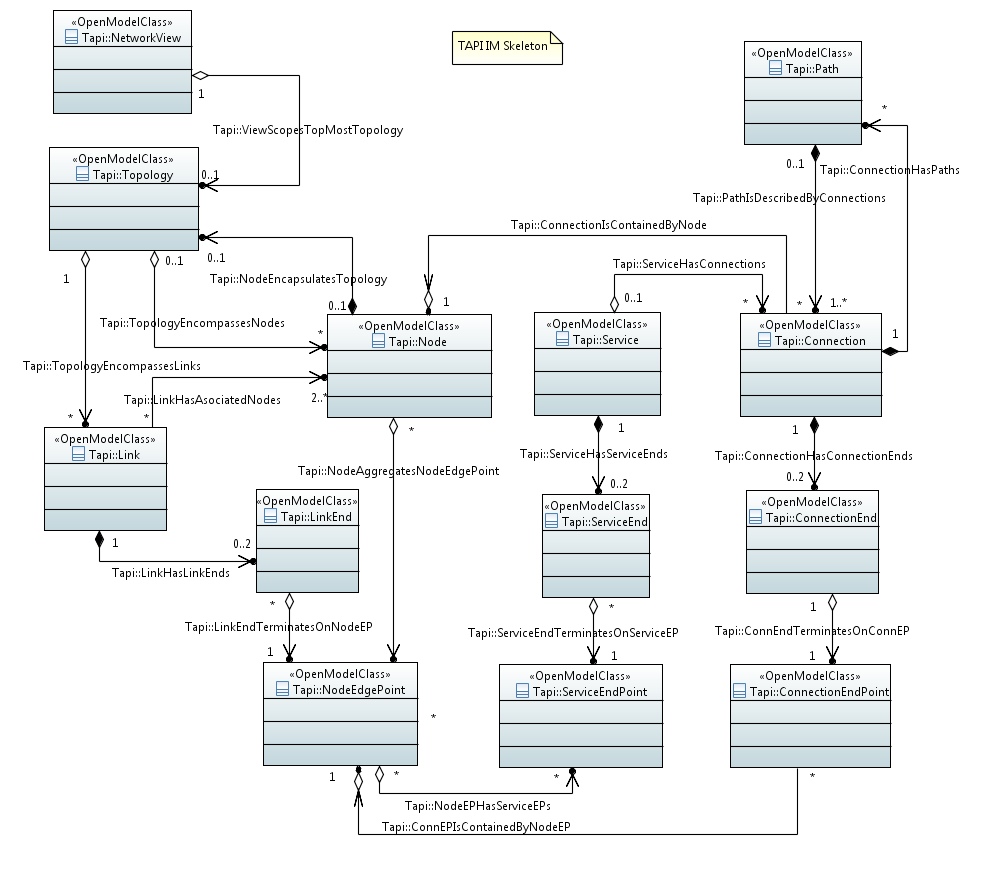 «OpenModelClass»
Tapi::NetworkView
1
TAPI IM Skeleton
«OpenModelClass»
Tapi::Path
*
Tapi::ViewScopesTopMostTopology
0..1
«OpenModelClass»
Tapi::Topology
0..1
Tapi::ConnectionHasPaths
Tapi::PathIsDescribedByConnections
Tapi::ConnectionIsContainedByNode
0..1
0..1
1
Tapi::NodeEncapsulatesTopology
Tapi::ServiceHasConnections
0..1
1
0..1
*
*
1..*
Tapi::TopologyEncompassesNodes
*
«OpenModelClass»
Tapi::Node
«OpenModelClass»
Tapi::Service
«OpenModelClass»
Tapi::Connection
1
Tapi::TopologyEncompassesLinks
Tapi::LinkHasAsociatedNodes
2..*
*
*
*
1
1
«OpenModelClass»
Tapi::Link
Tapi::NodeAggregatesNodeEdgePoint
Tapi::ServiceHasServiceEnds
Tapi::ConnectionHasConnectionEnds
0..2
0..2
«OpenModelClass»
Tapi::LinkEnd
«OpenModelClass»
Tapi::ServiceEnd
«OpenModelClass»
Tapi::ConnectionEnd
1
0..2
Tapi::LinkHasLinkEnds
*
*
1
Tapi::LinkEndTerminatesOnNodeEP
Tapi::ServiceEndTerminatesOnServiceEP
Tapi::ConnEndTerminatesOnConnEP
1
1
1
«OpenModelClass»
Tapi::NodeEdgePoint
«OpenModelClass»
Tapi::ServiceEndPoint
«OpenModelClass»
Tapi::ConnectionEndPoint
*
1
*
*
*
Tapi::NodeEPHasServiceEPs
Tapi::ConnEPIsContainedByNodeEP